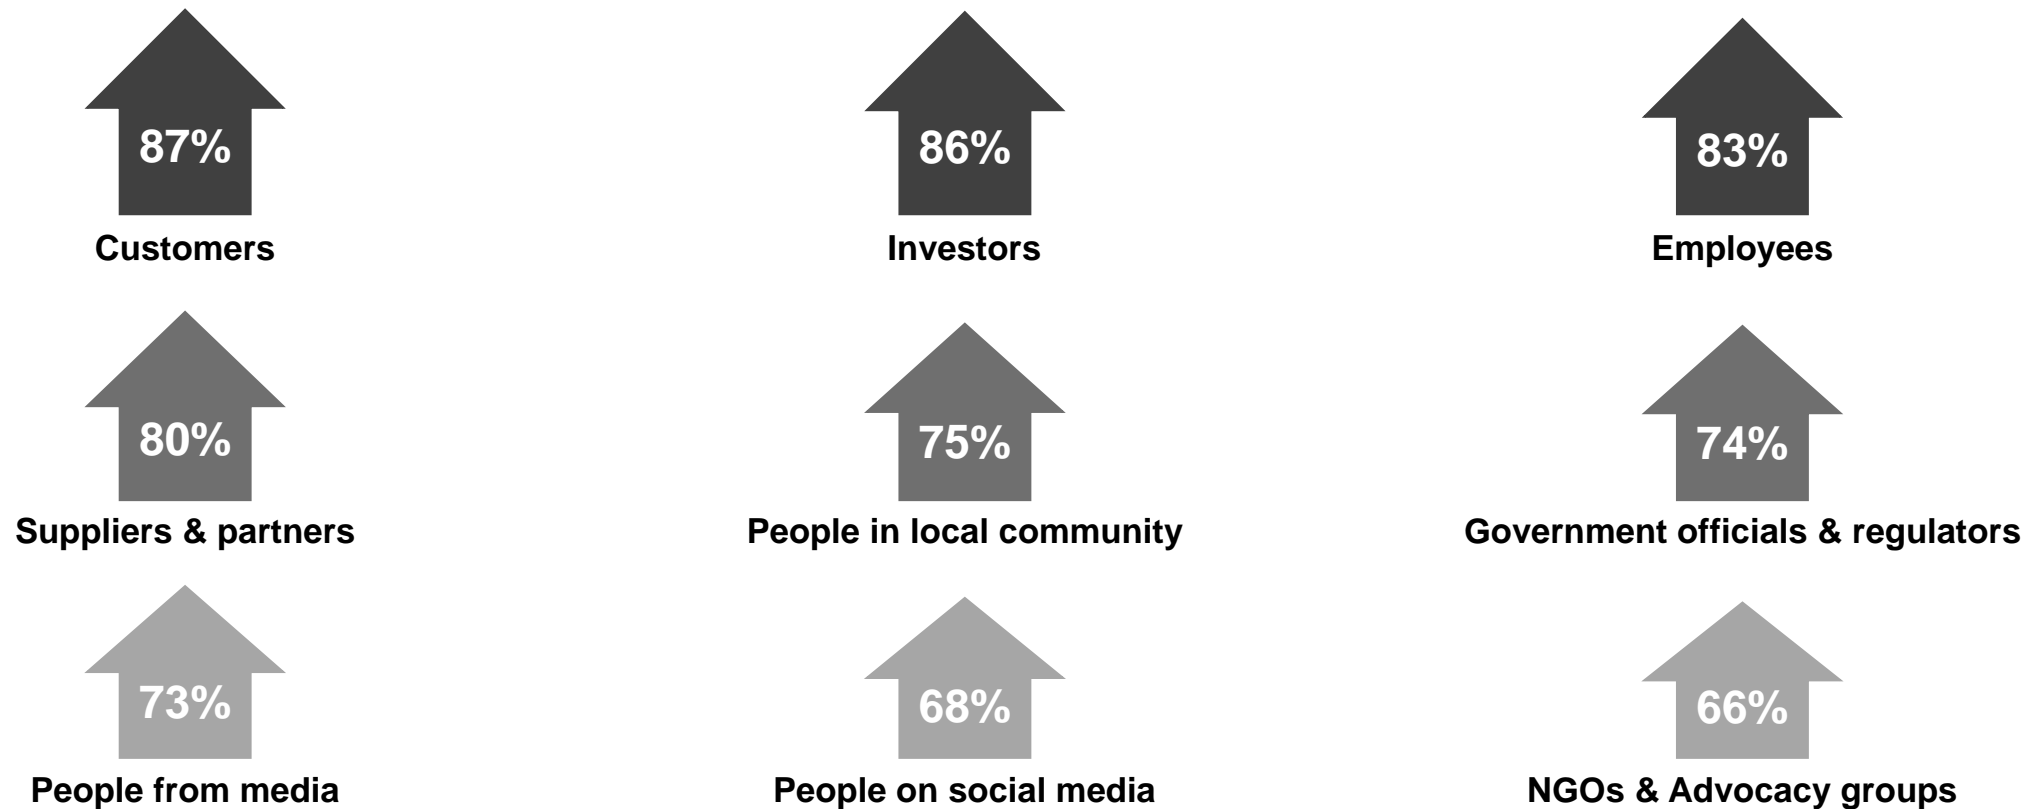 87%
86%
83%
Customers
Investors
Employees
80%
75%
74%
Suppliers & partners
People in local community
Government officials & regulators
73%
68%
66%
People from media
People on social media
NGOs & Advocacy groups